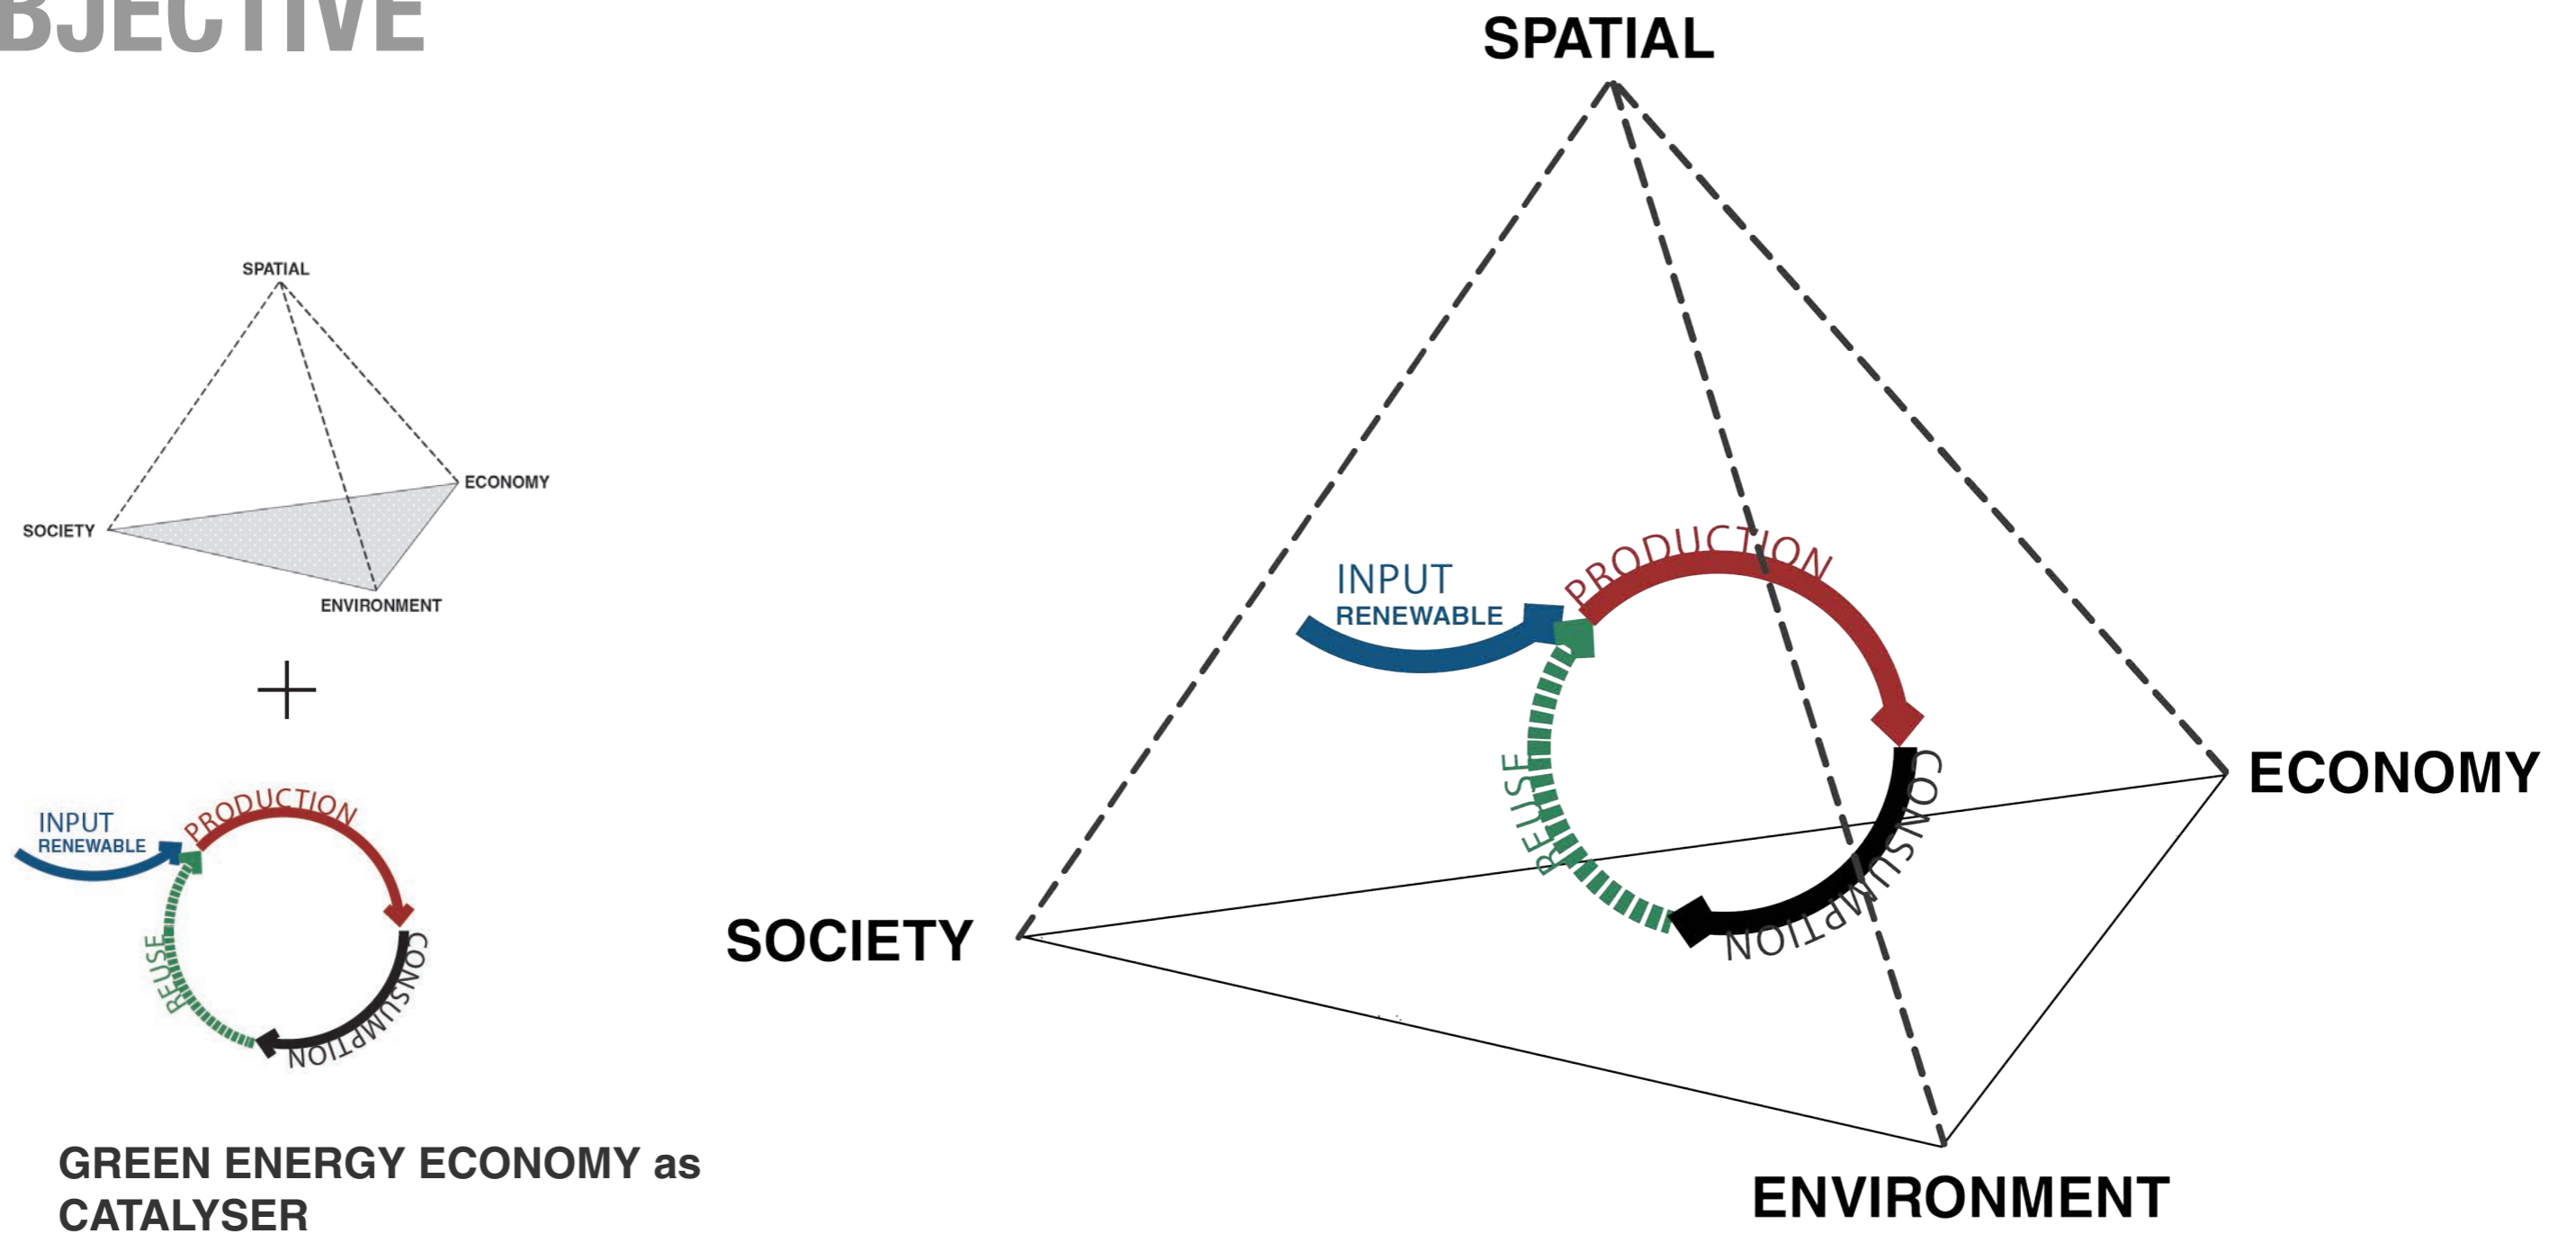 BJECTIVE
SPATIAL
SOCIETY
ECONOMY
ENVIRONMENT
+
INPUT
RENEWABLE
PRODUCTION
CONSUMPTION
REUSE
GREEN ENERGY ECONOMY as
CATALYSER
SPATIAL
INPUT
RENEWABLE
PRODUCTION
CONSUMPTION
REUSE
SOCIETY
ECONOMY
ENVIRONMENT